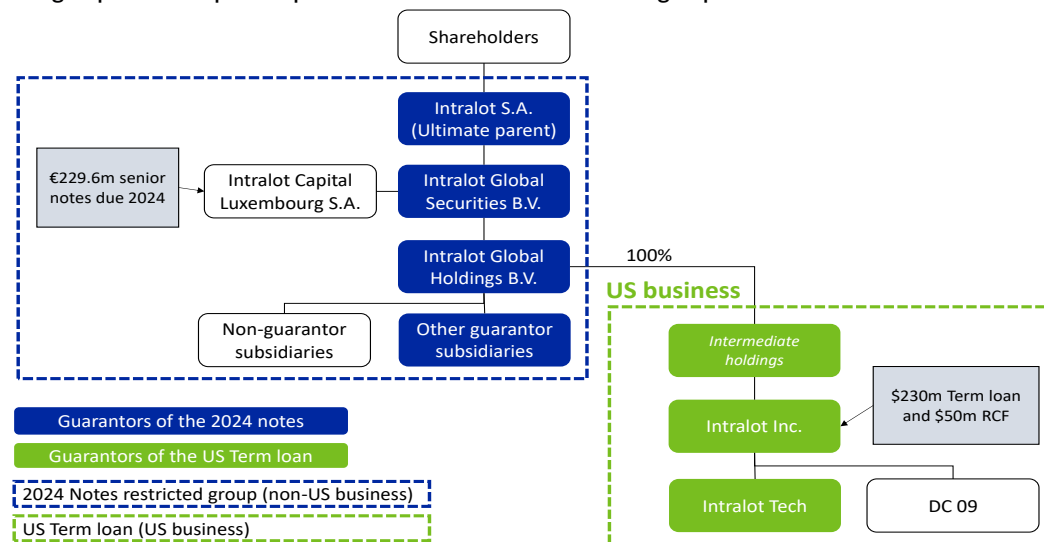 Shareholders
Intralot S.A.
(Ultimate parent)
€229.6m senior
notes due 2024
Intralot Capital
Luxembourg S.A.
Intralot Global
Securities B.V.
Intralot Global
Holdings B.V.
100%
US business
Non-guarantor
subsidiaries
Other guarantor
subsidiaries
Intermediate
holdings
$230m Term loan
and $50m RCF
Intralot Inc.
Guarantors of the 2024 notes
Guarantors of the US Term loan
2024 Notes restricted group (non-US business)
US Term loan (US business)
Intralot Tech
DC 09